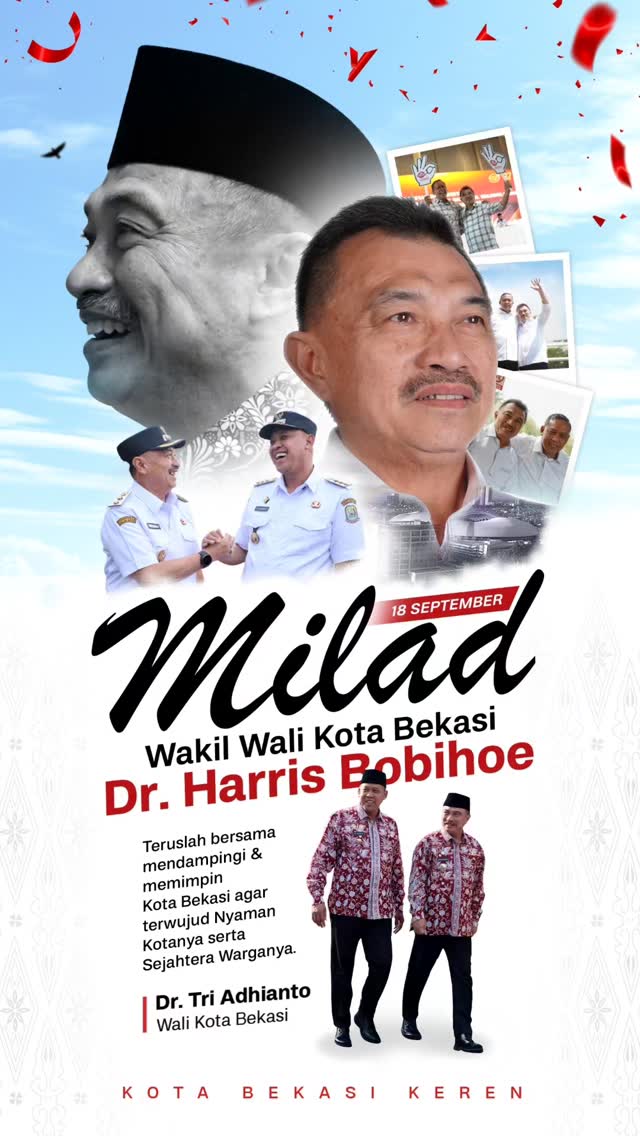 18 SEPTEMBER
Milad
Wakil Wali Kota Bekasi
Dr. Harris Bobihoe
Teruslah bersama
mendampingi &
memimpin
Kota Bekasi agar
terwujud Nyaman
Kotanya serta
Sejahtera Warganya.
Dr. Tri Adhianto
Wali Kota Bekasi
KOTA BEKASI KEREN